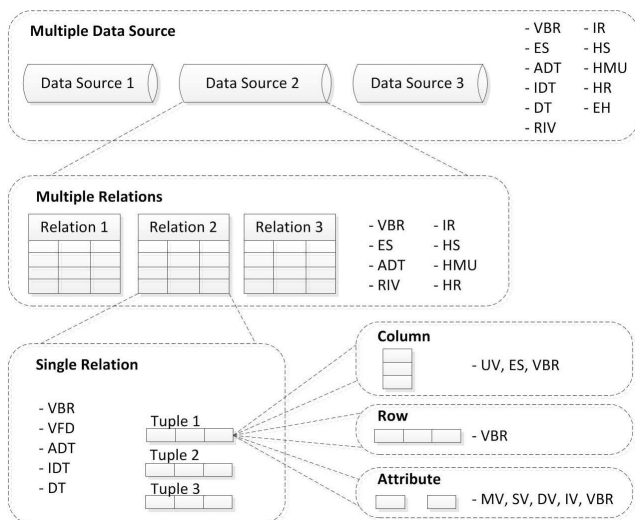 Multiple Data Source
Data Source 1
Data Source 2
Data Source 3
- VBR
- ES
- ADT
- IDT
- DT
- RIV
- IR
- HS
- HMU
- HR
- EH
Multiple Relations
Relation 1
Relation 2
Relation 3
- VBR
- ES
- ADT
- RIV
- IR
- HS
- HMU
- HR
Single Relation
- VBR
- VFD
- ADT
- IDT
- DT
Tuple 1
Tuple 2
Tuple 3
Column
- UV, ES, VBR
Row
- VBR
Attribute
- MV, SV, DV, IV, VBR